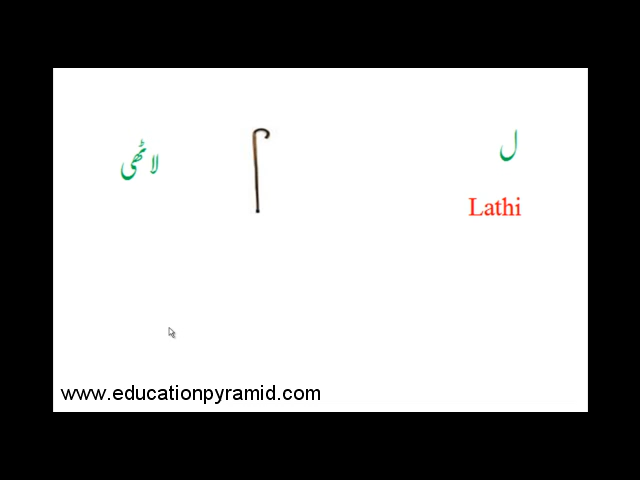 ل
لاٹھی
Lathi
www.educationpyramid.com